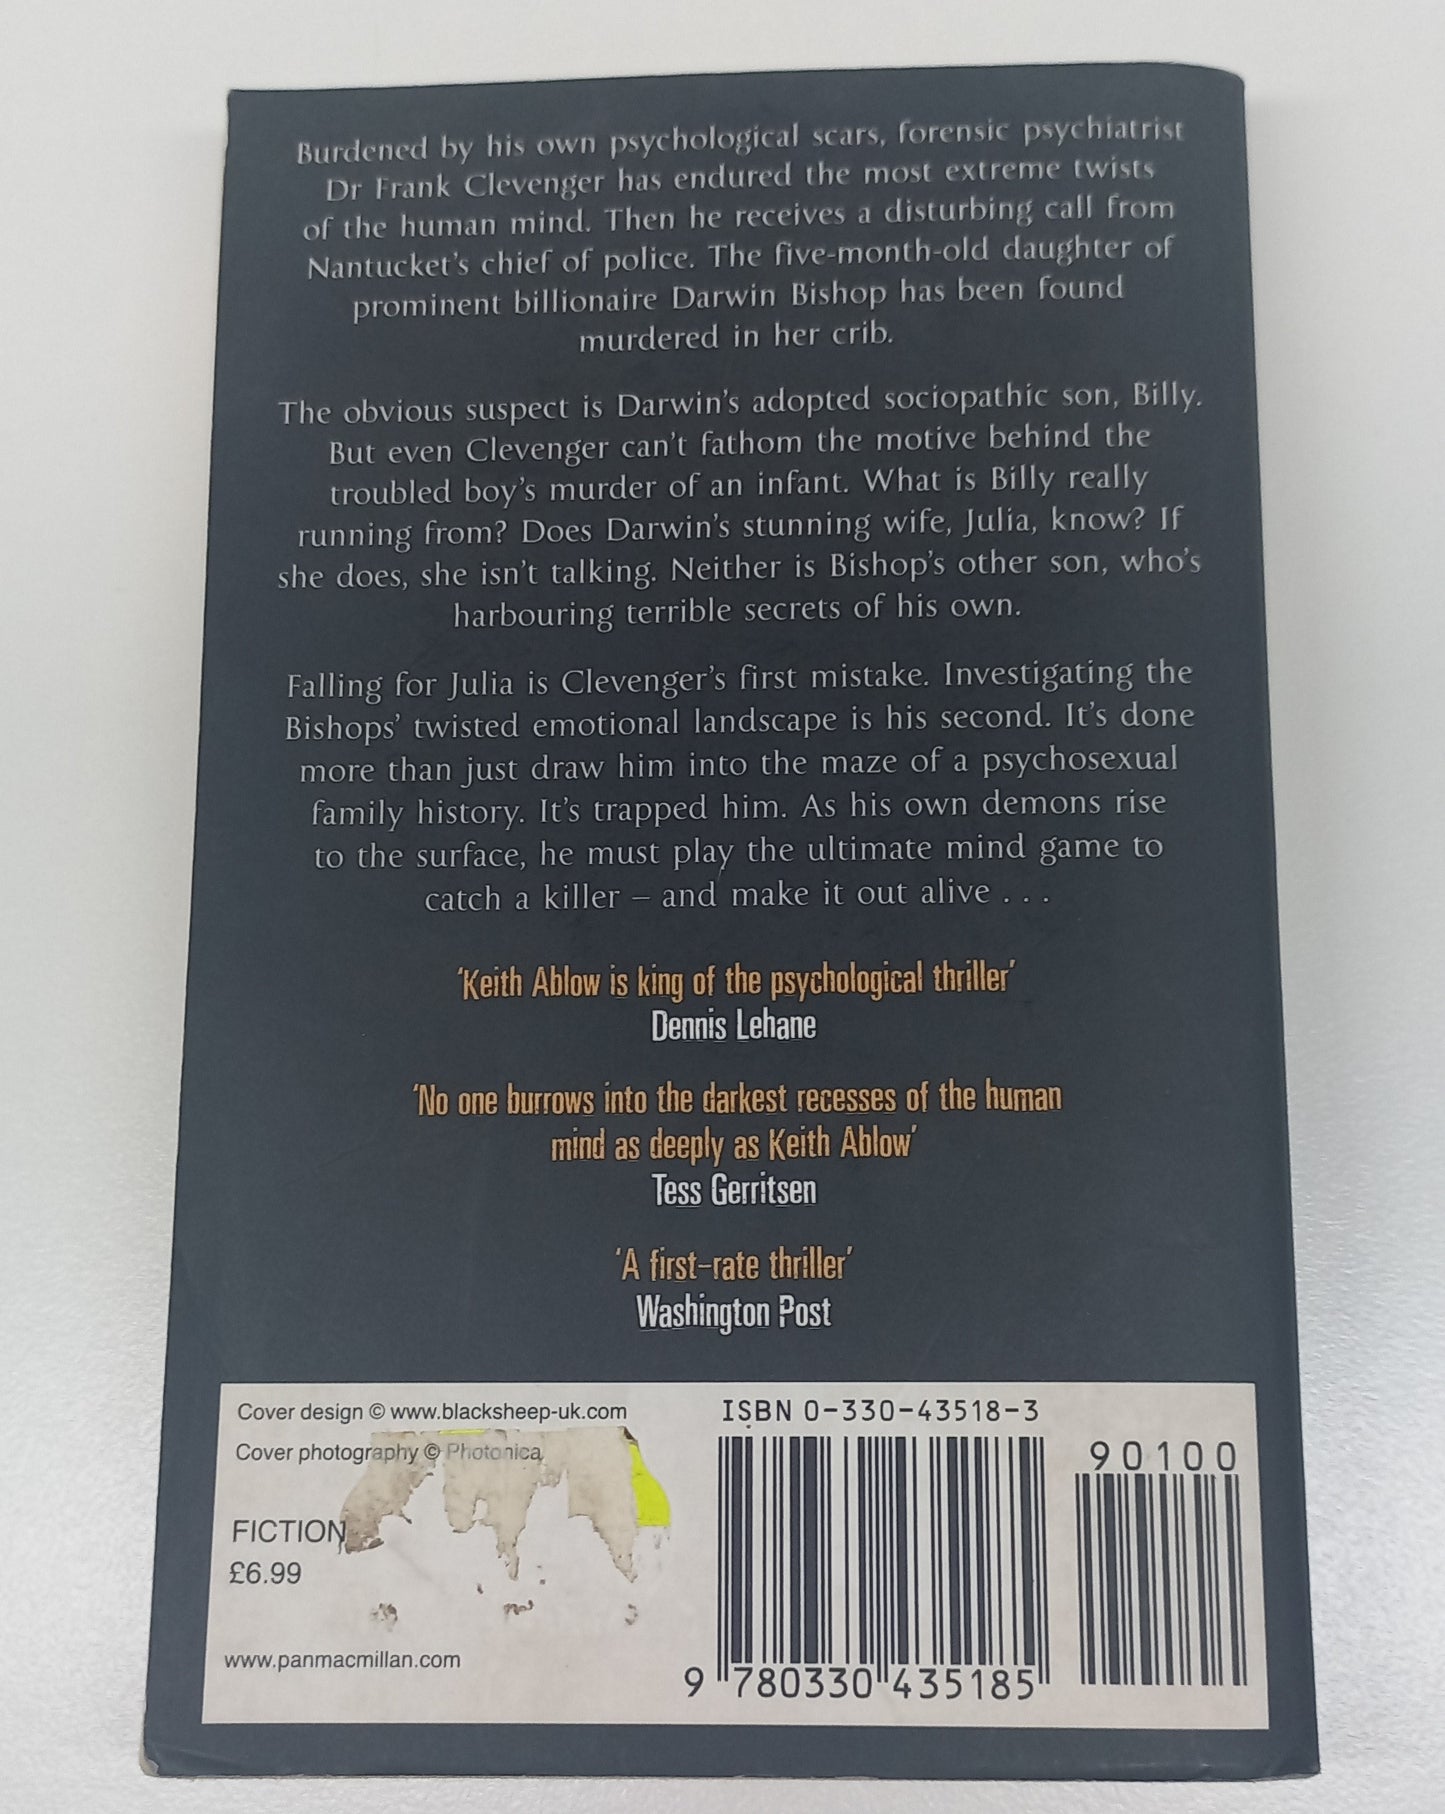 Burdened by his own psychological scars, forensic psychiatrist
Dr Frank Clevenger has endured the most extreme twists
of the human mind. Then he receives a disturbing call from
Nantucket's chief of police. The five-month-old daughter of
prominent billionaire Darwin Bishop has been found
murdered in her crib.
The obvious suspect is Darwin's adopted sociopathic son, Billy.
But even Clevenger can't fathom the motive behind the
troubled boy's murder of an infant. What is Billy really
running from? Does Darwin's stunning wife, Julia, know? If
she does, she isn't talking. Neither is Bishop's other son, who's
harbouring terrible secrets of his own.
Falling for Julia is Clevenger's first mistake. Investigating the
Bishops' twisted emotional landscape is his second. It's done
more than just draw him into the maze of a psychosexual
family history. It's trapped him. As his own demons rise
to the surface, he must play the ultimate mind game to
catch a killer – and make it out alive . . .
'Keith Ablow is king of the psychological thriller'
Dennis Lehane
'No one burrows into the darkest recesses of the human
mind as deeply as Keith Ablow'
Tess Gerritsen
'A first-rate thriller'
Washington Post
Cover design © www.blacksheep-uk.com
Cover photography © Photonica
FICTION
£6.99
www.panmacmillan.com
ISBN 0-330-43518-3
90100
9 780330 435185